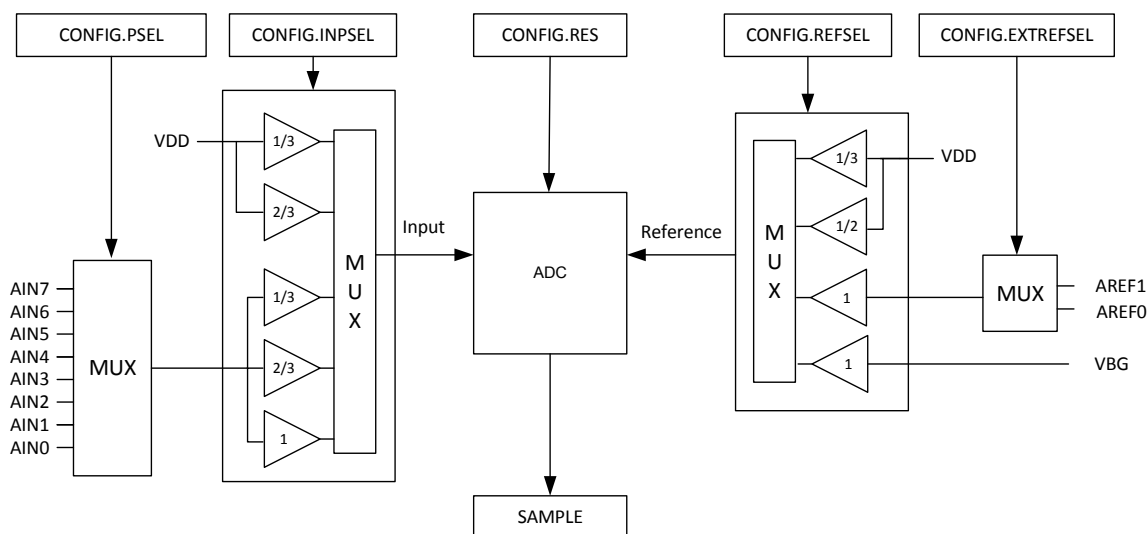 CONFIG.PSEL
CONFIG.INPSEL
CONFIG.RES
CONFIG.REFSEL
CONFIG.EXTREFSEL
VDD
1/3
2/3
1/3
2/3
1
MUX
Input
ADC
Reference
MUX
1/3
1/2
1
1
VDD
MUX
AREF1
AREF0
VBG
AIN7
AIN6
AIN5
AIN4
AIN3
AIN2
AIN1
AIN0
MUX
SAMPLE